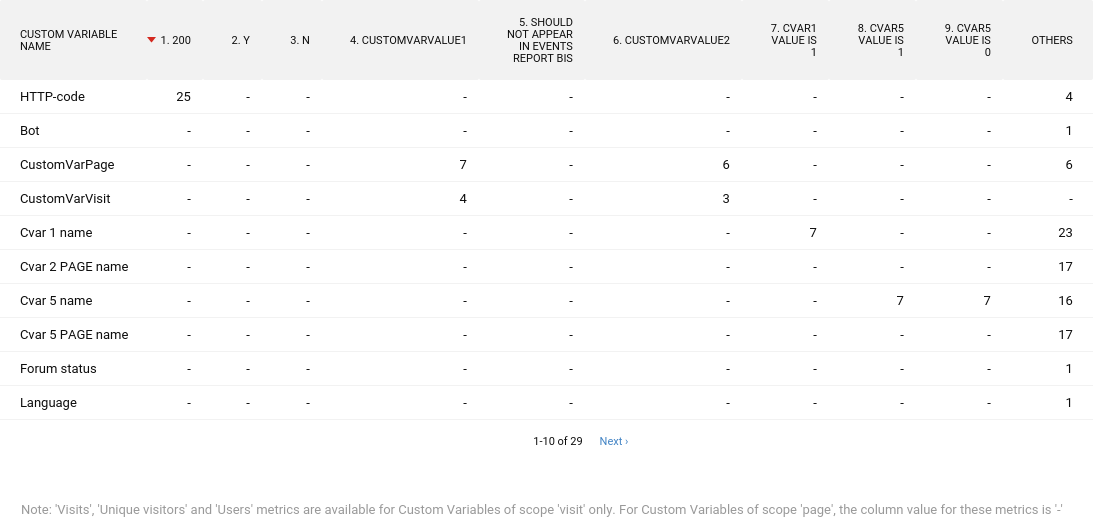 CUSTOM VARIABLE NAME 1. 200 2. Y 3. N 4. CUSTOMVARVALUE1 5. SHOULD NOT APPEAR IN EVENTS REPORT BIS 6. CUSTOMVARVALUE2 7. CVAR1 VALUE IS 1 8. CVAR5 VALUE IS 1 9. CVAR5 VALUE IS 0 OTHERS
HTTP-code 25 - - - - - - - - 4
Bot - - - - - - - - - 1
CustomVarPage - - - 7 - 6 - - - 6
CustomVarVisit - - - 4 - 3 - - - -
Cvar 1 name - - - - - - 7 - - 23
Cvar 2 PAGE name - - - - - - - - - 17
Cvar 5 name - - - - - - - 7 7 16
Cvar 5 PAGE name - - - - - - - - - 17
Forum status - - - - - - - - - 1
Language - - - - - - - - - 1
1-10 of 29 Next ›
Note: 'Visits', 'Unique visitors' and 'Users' metrics are available for Custom Variables of scope 'visit' only. For Custom Variables of scope 'page', the column value for these metrics is '-'